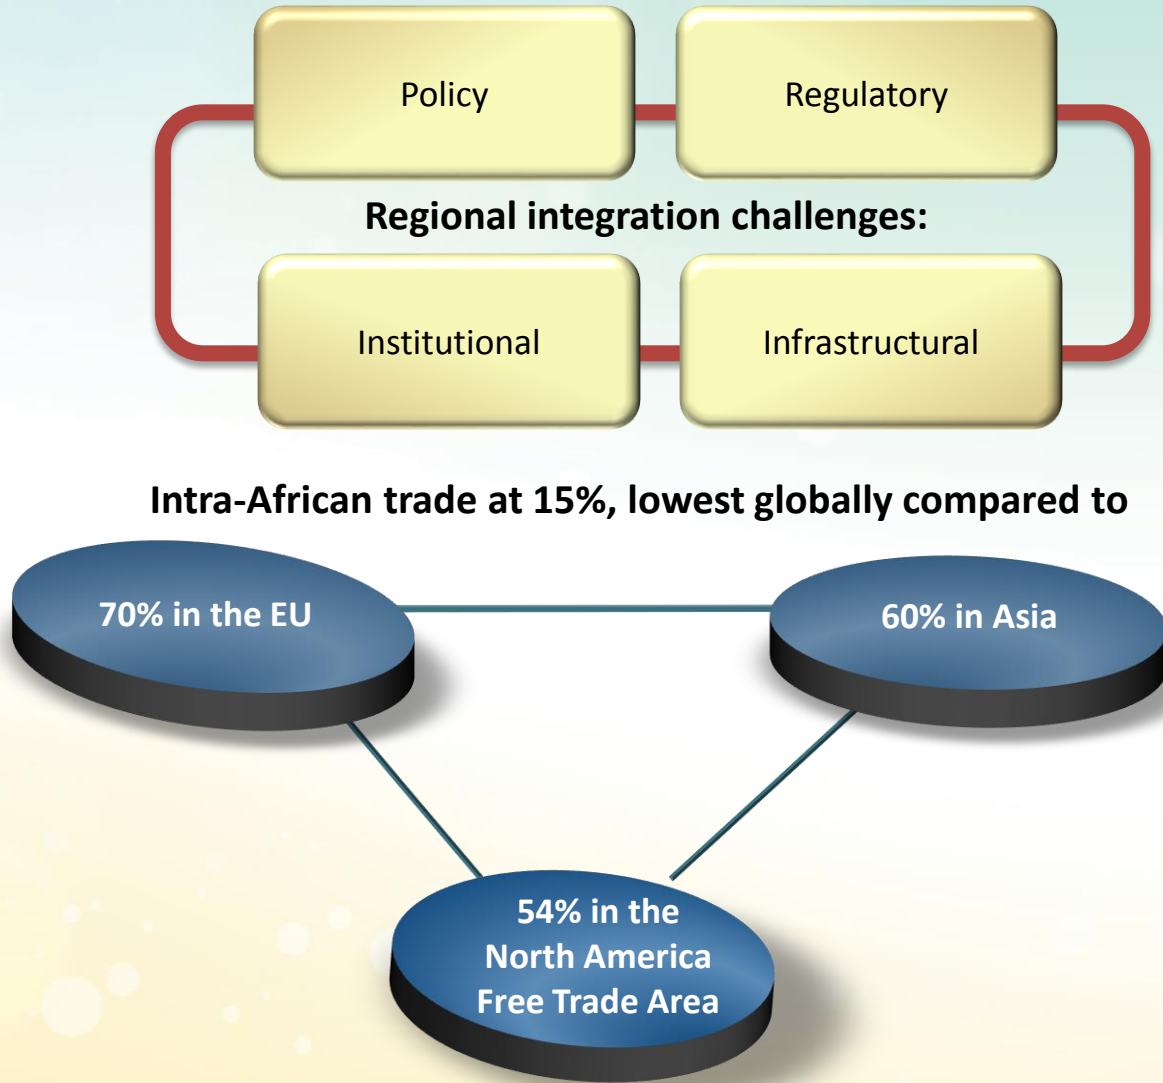 Policy
Regulatory
Regional integration challenges:
Institutional
Infrastructural
Intra-African trade at 15%, lowest globally compared to
70% in the EU
60% in Asia
54% in the
North America
Free Trade Area